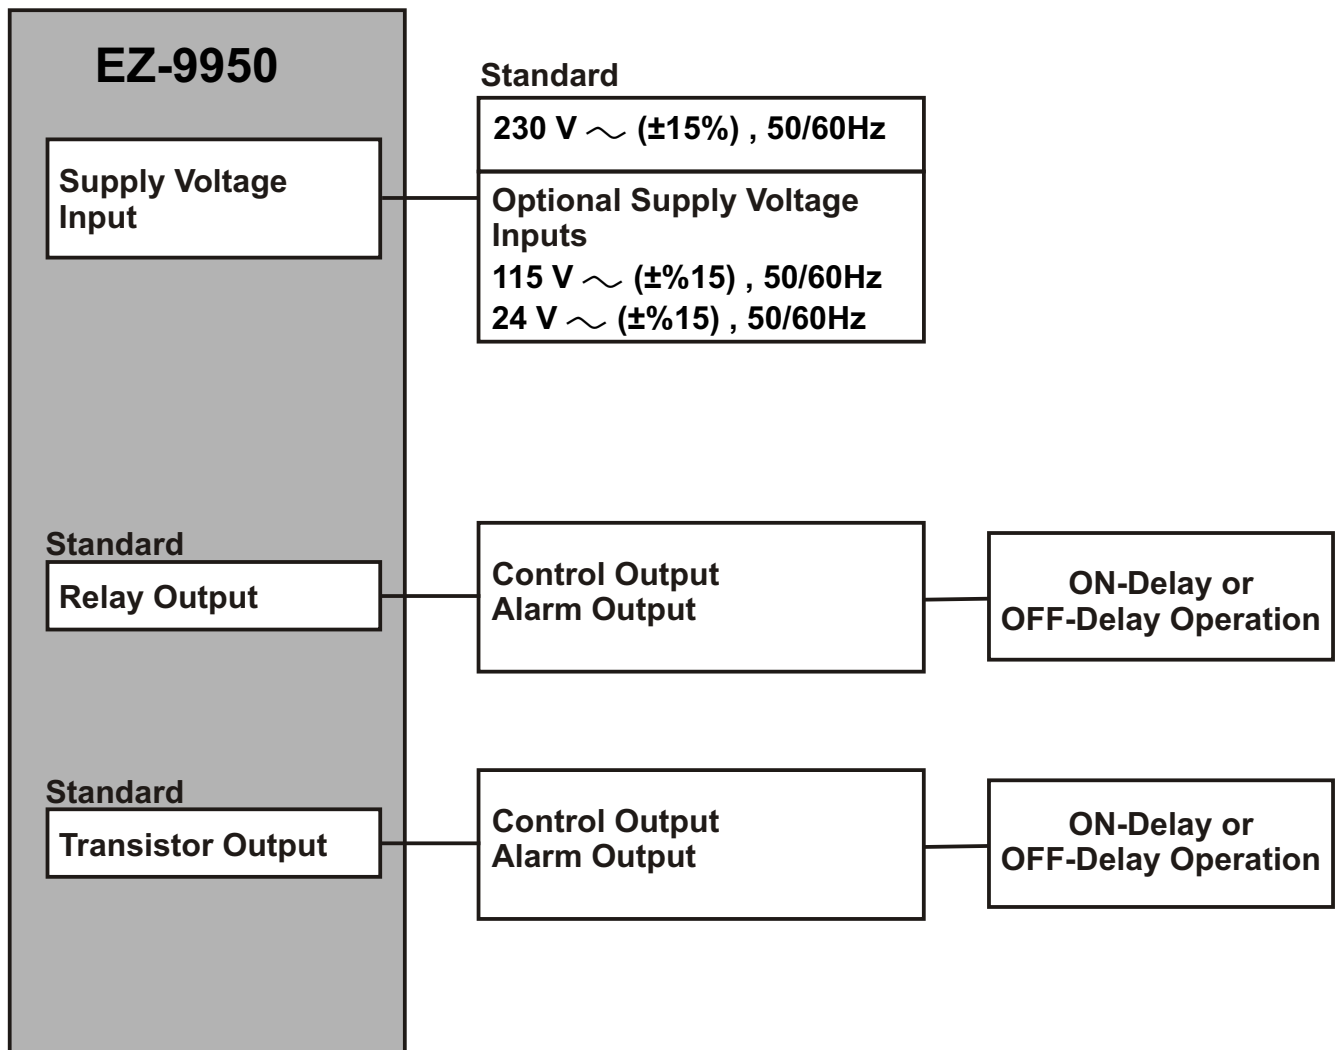 EZ-9950
Standard
230 V ~ (±15%) , 50/60Hz
Supply Voltage
Input
Optional Supply Voltage
Inputs
115 V ~ (±%15) , 50/60Hz
24 V ~ (±%15) , 50/60Hz
Standard
Relay Output
Control Output
Alarm Output
ON-Delay or
OFF-Delay Operation
Standard
Transistor Output
Control Output
Alarm Output
ON-Delay or
OFF-Delay Operation